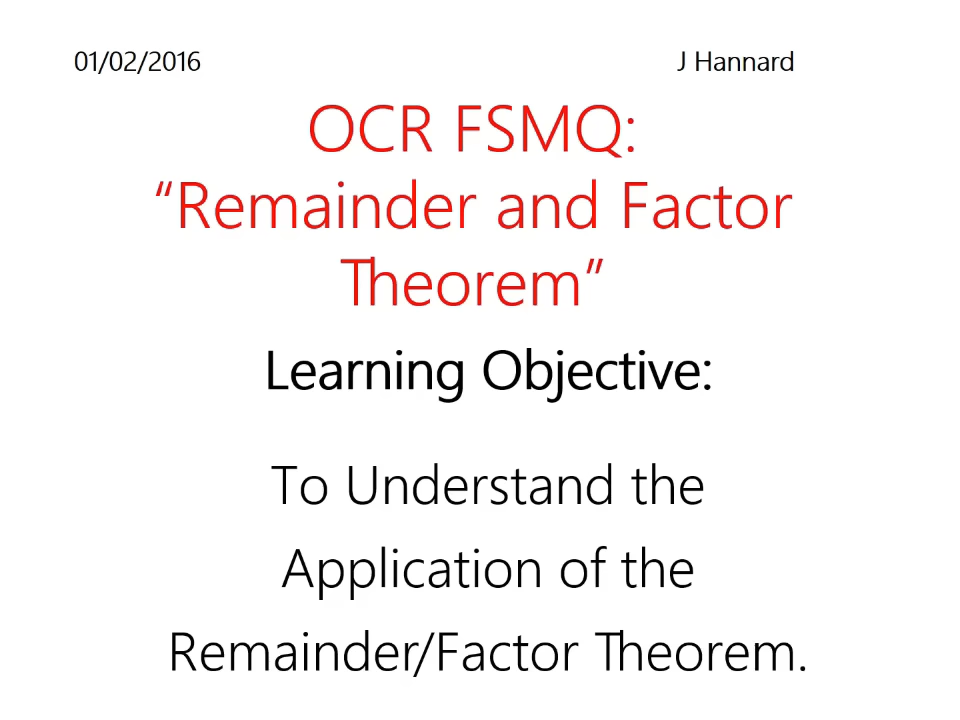 01/02/2016 J Hannard
OCR FSMQ:
“Remainder and Factor
Theorem”
Learning Objective:
To Understand the
Application of the
Remainder/Factor Theorem.